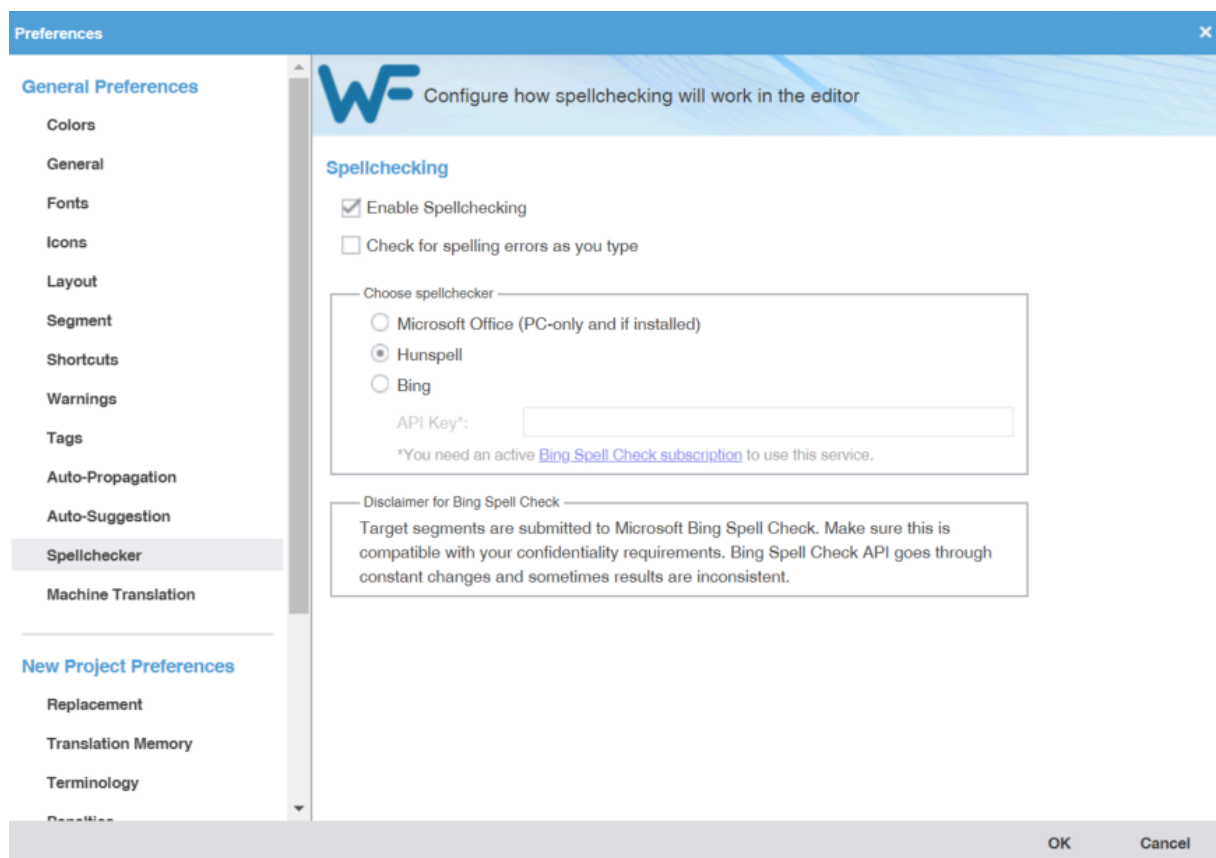 Preferences
General Preferences
Colors
General
Fonts
Icons
Layout
Segment
Shortcuts
Warnings
Tags
Auto-Propagation
Auto-Suggestion
Spellchecker
Machine Translation
New Project Preferences
Replacement
Translation Memory
Terminology
WF
Configure how spellchecking will work in the editor
Spellchecking
Enable Spellchecking
Check for spelling errors as you type
Choose spellchecker
Microsoft Office (PC-only and if installed)
Hunspell
Bing
API Key*:
*You need an active Bing Spell Check subscription to use this service.
Disclaimer for Bing Spell Check
Target segments are submitted to Microsoft Bing Spell Check. Make sure this is
compatible with your confidentiality requirements. Bing Spell Check API goes through
constant changes and sometimes results are inconsistent.
OK
Cancel